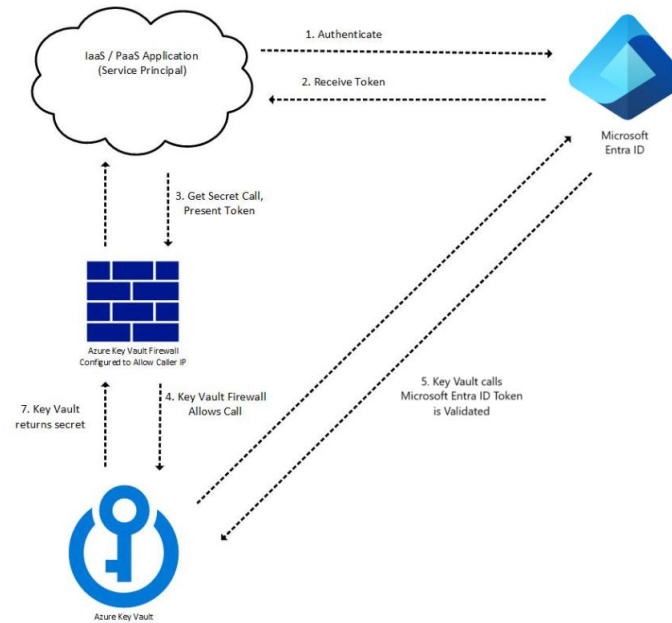 1. Authenticate
IaaS / PaaS Application
(Service Principal)
2. Receive Token
Microsoft
Entra ID
3. Get Secret Call,
Present Token
Azure Key Vault Firewall
Configured to Allow Caller IP
7. Key Vault
returns secret
4. Key Vault Firewall
Allows Call
5. Key Vault calls
Microsoft Entra ID Token
is Validated
Azure Key Vault